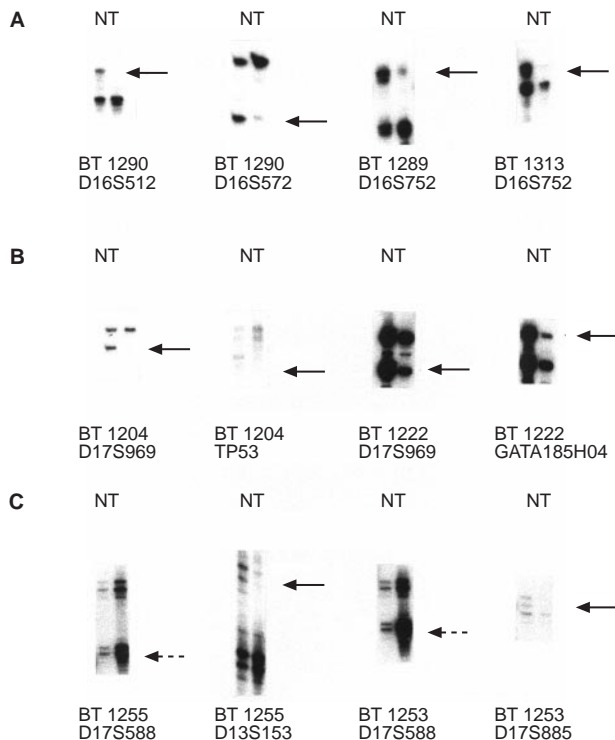 A
NT NT NT NT
BT 1290 BT 1290 BT 1289 BT 1313
D16S512 D16S572 D16S752 D16S752
B
NT NT NT NT
BT 1204 BT 1204 BT 1222 BT 1222
D17S969 TP53 D17S969 GATA185H04
C
NT NT NT NT
BT 1255 BT 1255 BT 1253 BT 1253
D17S588 D13S153 D17S588 D17S885